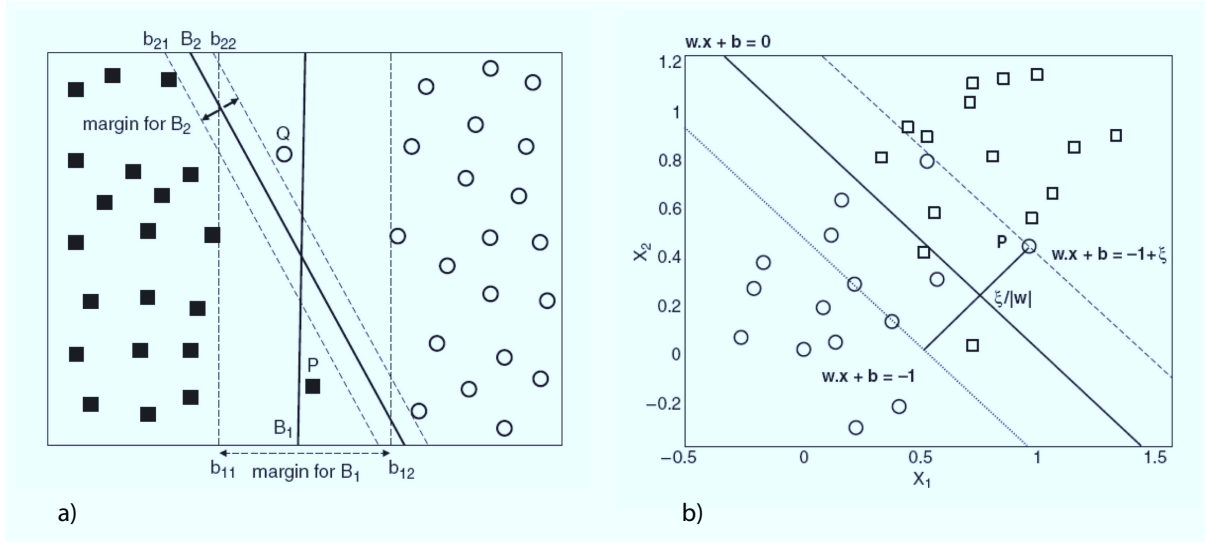 b21 B2 b22
margin for B2
Q
P
B1
b11 margin for B1 b12
a)
w.x + b = 0
1.2
1
0.8
0.6
0.4
0.2
0
−0.2
X2
P
w.x + b = −1+ξ
ξ/|w|
w.x + b = −1
−0.5 0 0.5 1 1.5
X1
b)